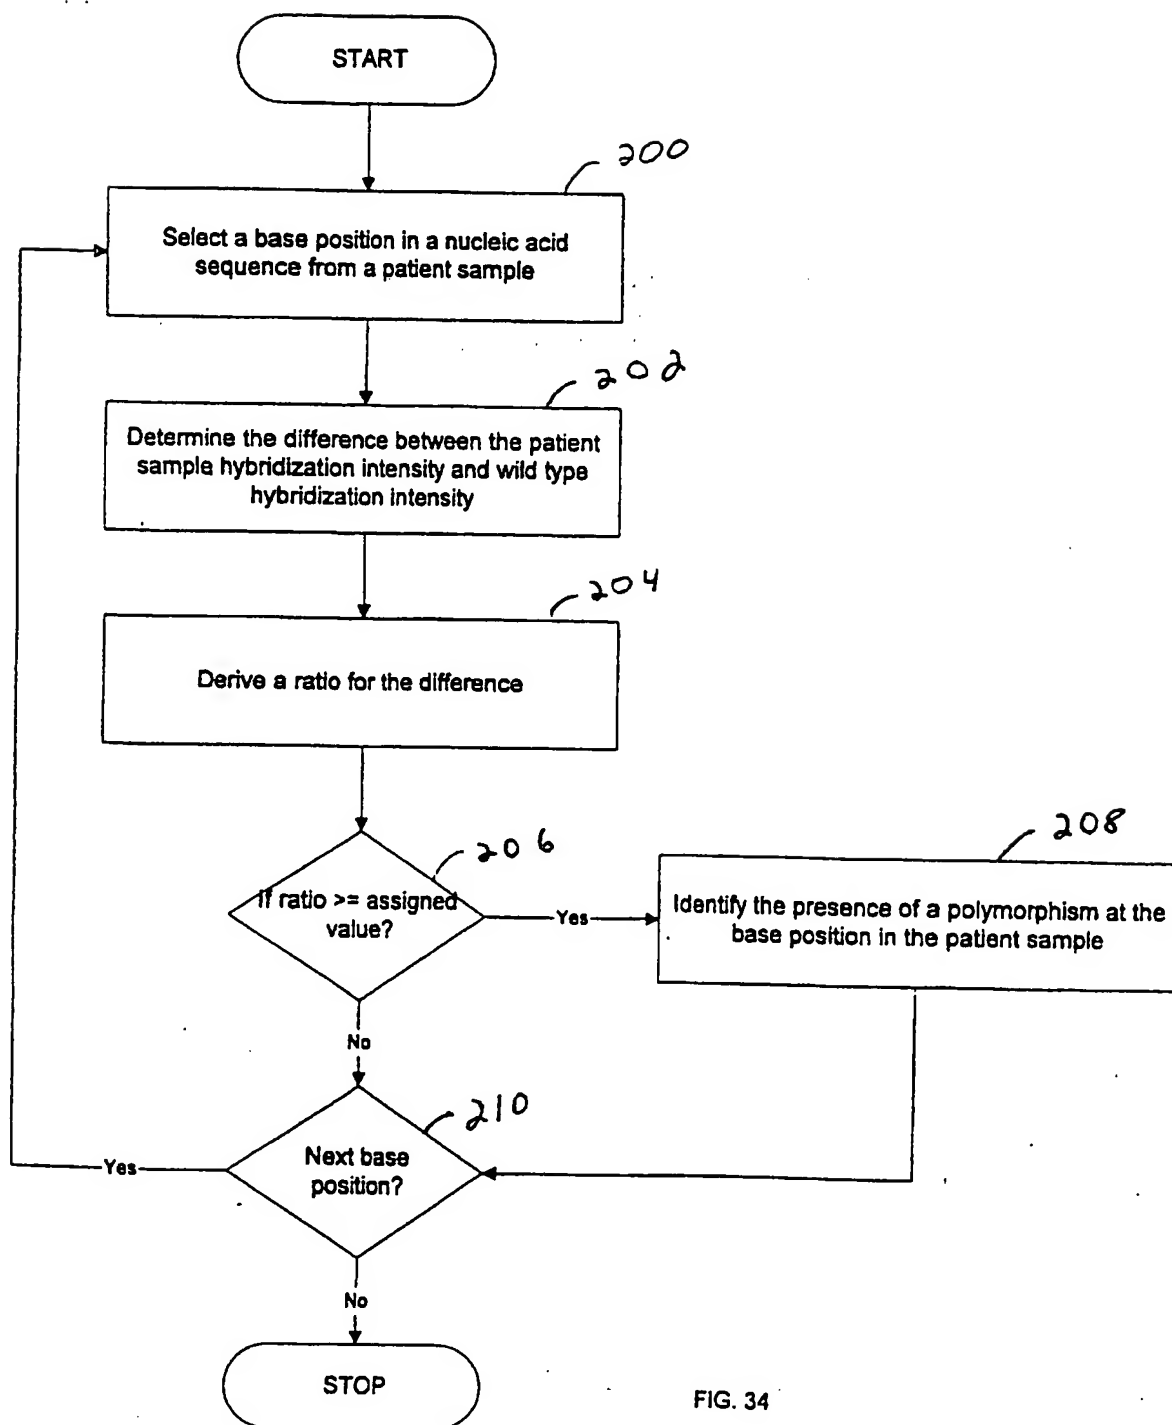 START
200
Select a base position in a nucleic acid
sequence from a patient sample
202
Determine the difference between the patient
sample hybridization intensity and wild type
hybridization intensity
204
Derive a ratio for the difference
206
If ratio >= assigned
value?
Yes
208
Identify the presence of a polymorphism at the
base position in the patient sample
No
210
Next base
position?
Yes
No
STOP
FIG. 34